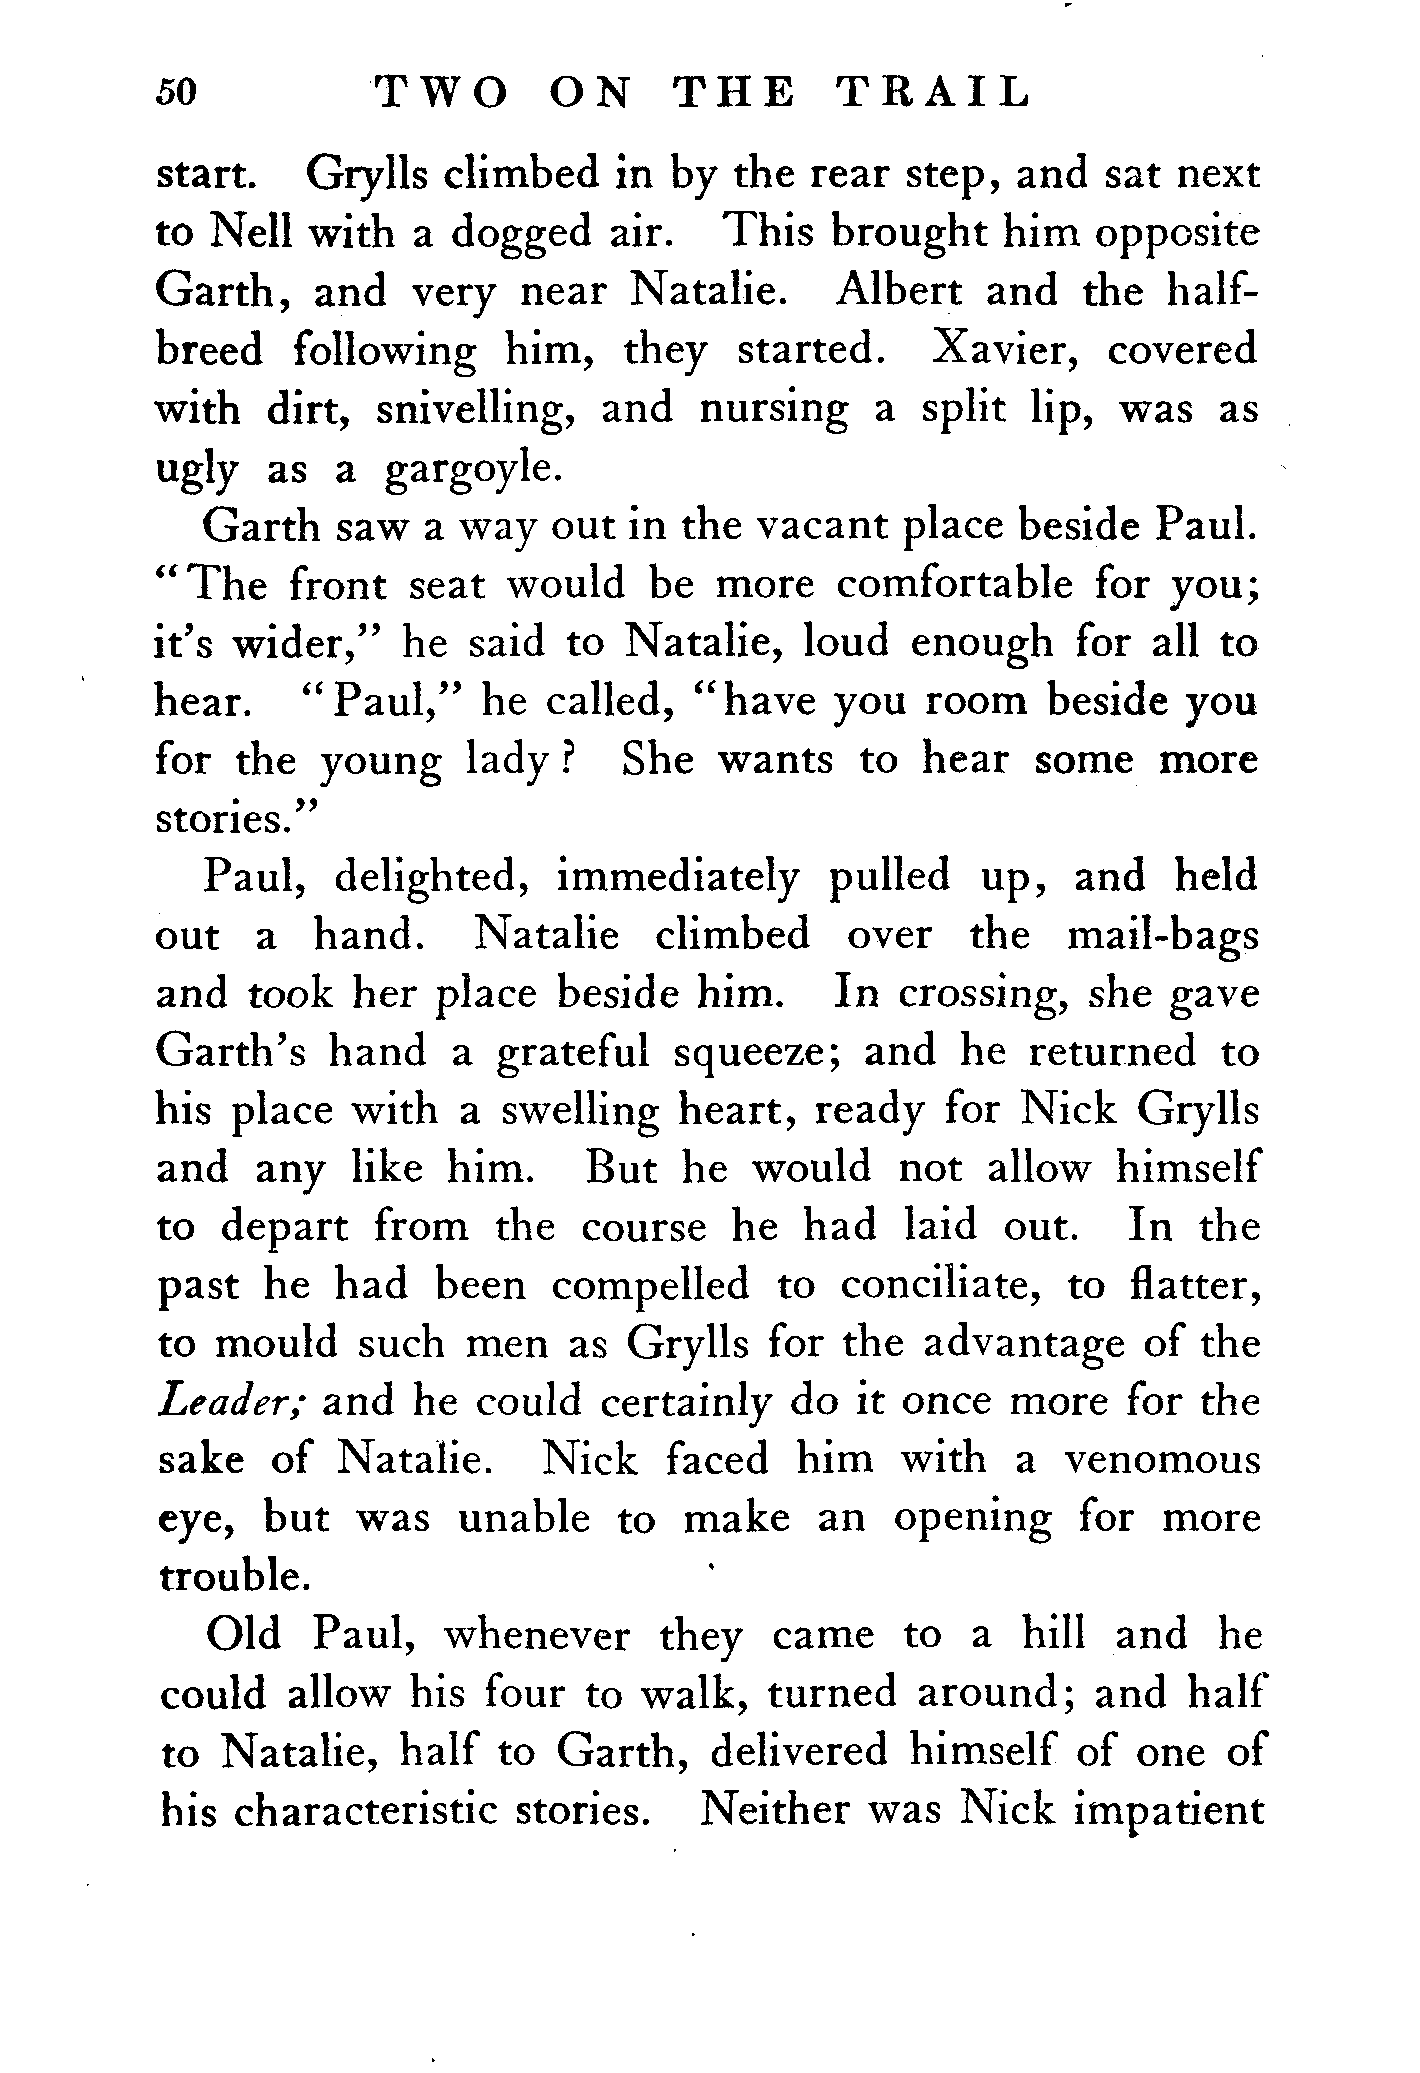 50 TWO ON THE TRAIL
start. Grylls climbed in by the rear step, and sat next
to Nell with a dogged air. This brought him opposite
Garth, and very near Natalie. Albert and the half-
breed following him, they started. Xavier, covered
with dirt, snivelling, and nursing a split lip, was as
ugly as a gargoyle.
Garth saw a way out in the vacant place beside Paul.
“The front seat would be more comfortable for you;
it’s wider,” he said to Natalie, loud enough for all to
hear. “Paul,” he called, “have you room beside you
for the young lady? She wants to hear some more
stories.”
Paul, delighted, immediately pulled up, and held
out a hand. Natalie climbed over the mail-bags
and took her place beside him. In crossing, she gave
Garth’s hand a grateful squeeze; and he returned to
his place with a swelling heart, ready for Nick Grylls
and any like him. But he would not allow himself
to depart from the course he had laid out. In the
past he had been compelled to conciliate, to flatter,
to mould such men as Grylls for the advantage of the
Leader; and he could certainly do it once more for the
sake of Natalie. Nick faced him with a venomous
eye, but was unable to make an opening for more
trouble.
Old Paul, whenever they came to a hill and he
could allow his four to walk, turned around; and half
to Natalie, half to Garth, delivered himself of one of
his characteristic stories. Neither was Nick impatient